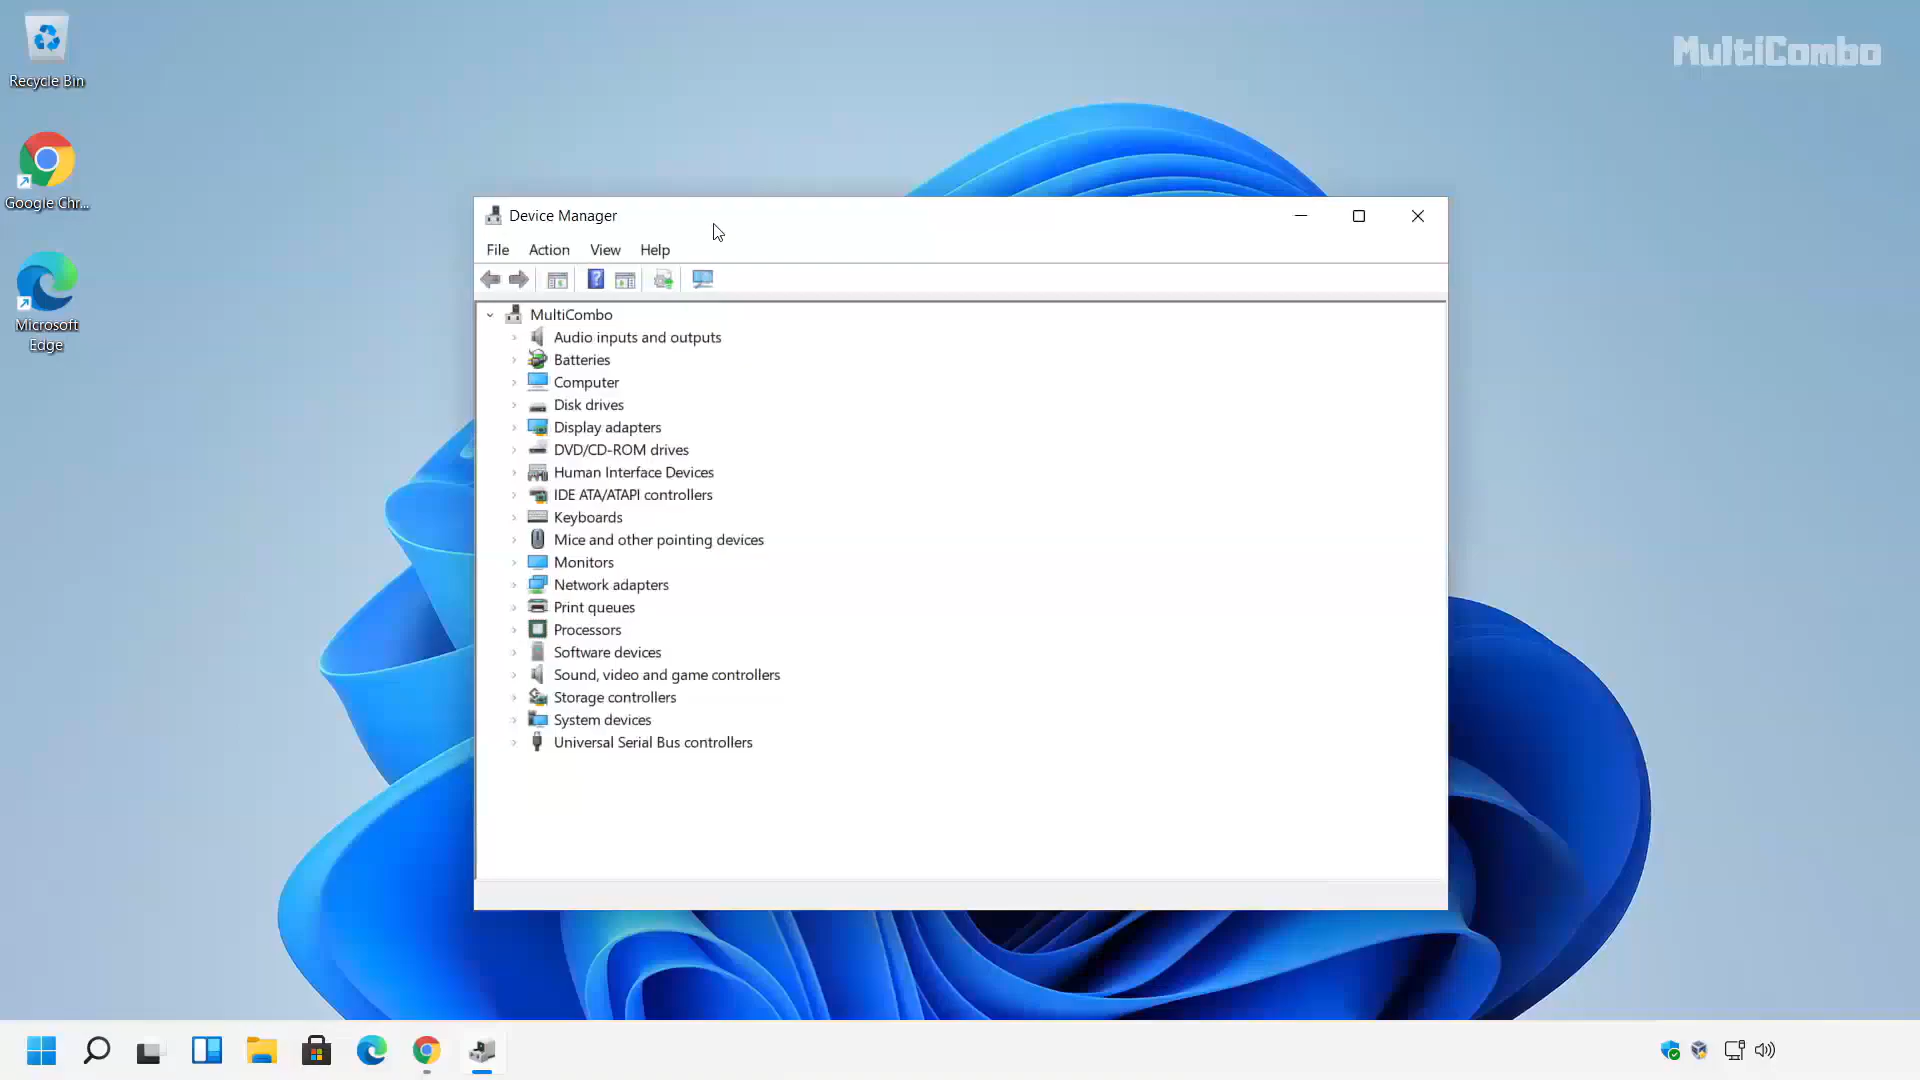 Recycle Bin
MultiCombo
Google Chr...
Microsoft
Edge
Device Manager
File Action View Help
MultiCombo
Audio inputs and outputs
Batteries
Computer
Disk drives
Display adapters
DVD/CD-ROM drives
Human Interface Devices
IDE ATA/ATAPI controllers
Keyboards
Mice and other pointing devices
Monitors
Network adapters
Print queues
Processors
Software devices
Sound, video and game controllers
Storage controllers
System devices
Universal Serial Bus controllers